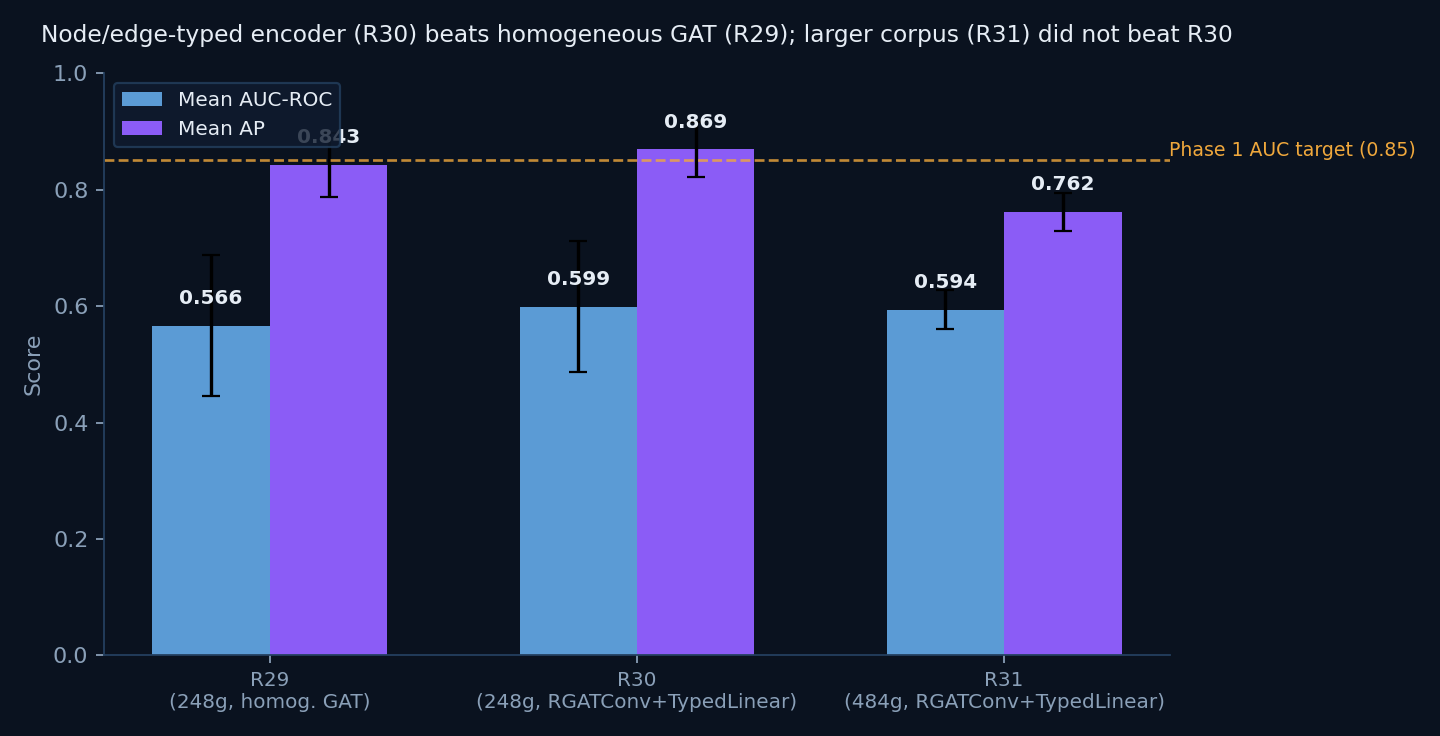 Node/edge-typed encoder (R30) beats homogeneous GAT (R29); larger corpus (R31) did not beat R30
1.0
Mean AUC-ROC
Mean AP
0.843
0.869
Phase 1 AUC target (0.85)
0.8
0.762
0.566
0.599
0.594
0.6
Score
0.4
0.2
0.0
R29
(248g, homog. GAT)
R30
(248g, RGATConv+TypedLinear)
R31
(484g, RGATConv+TypedLinear)